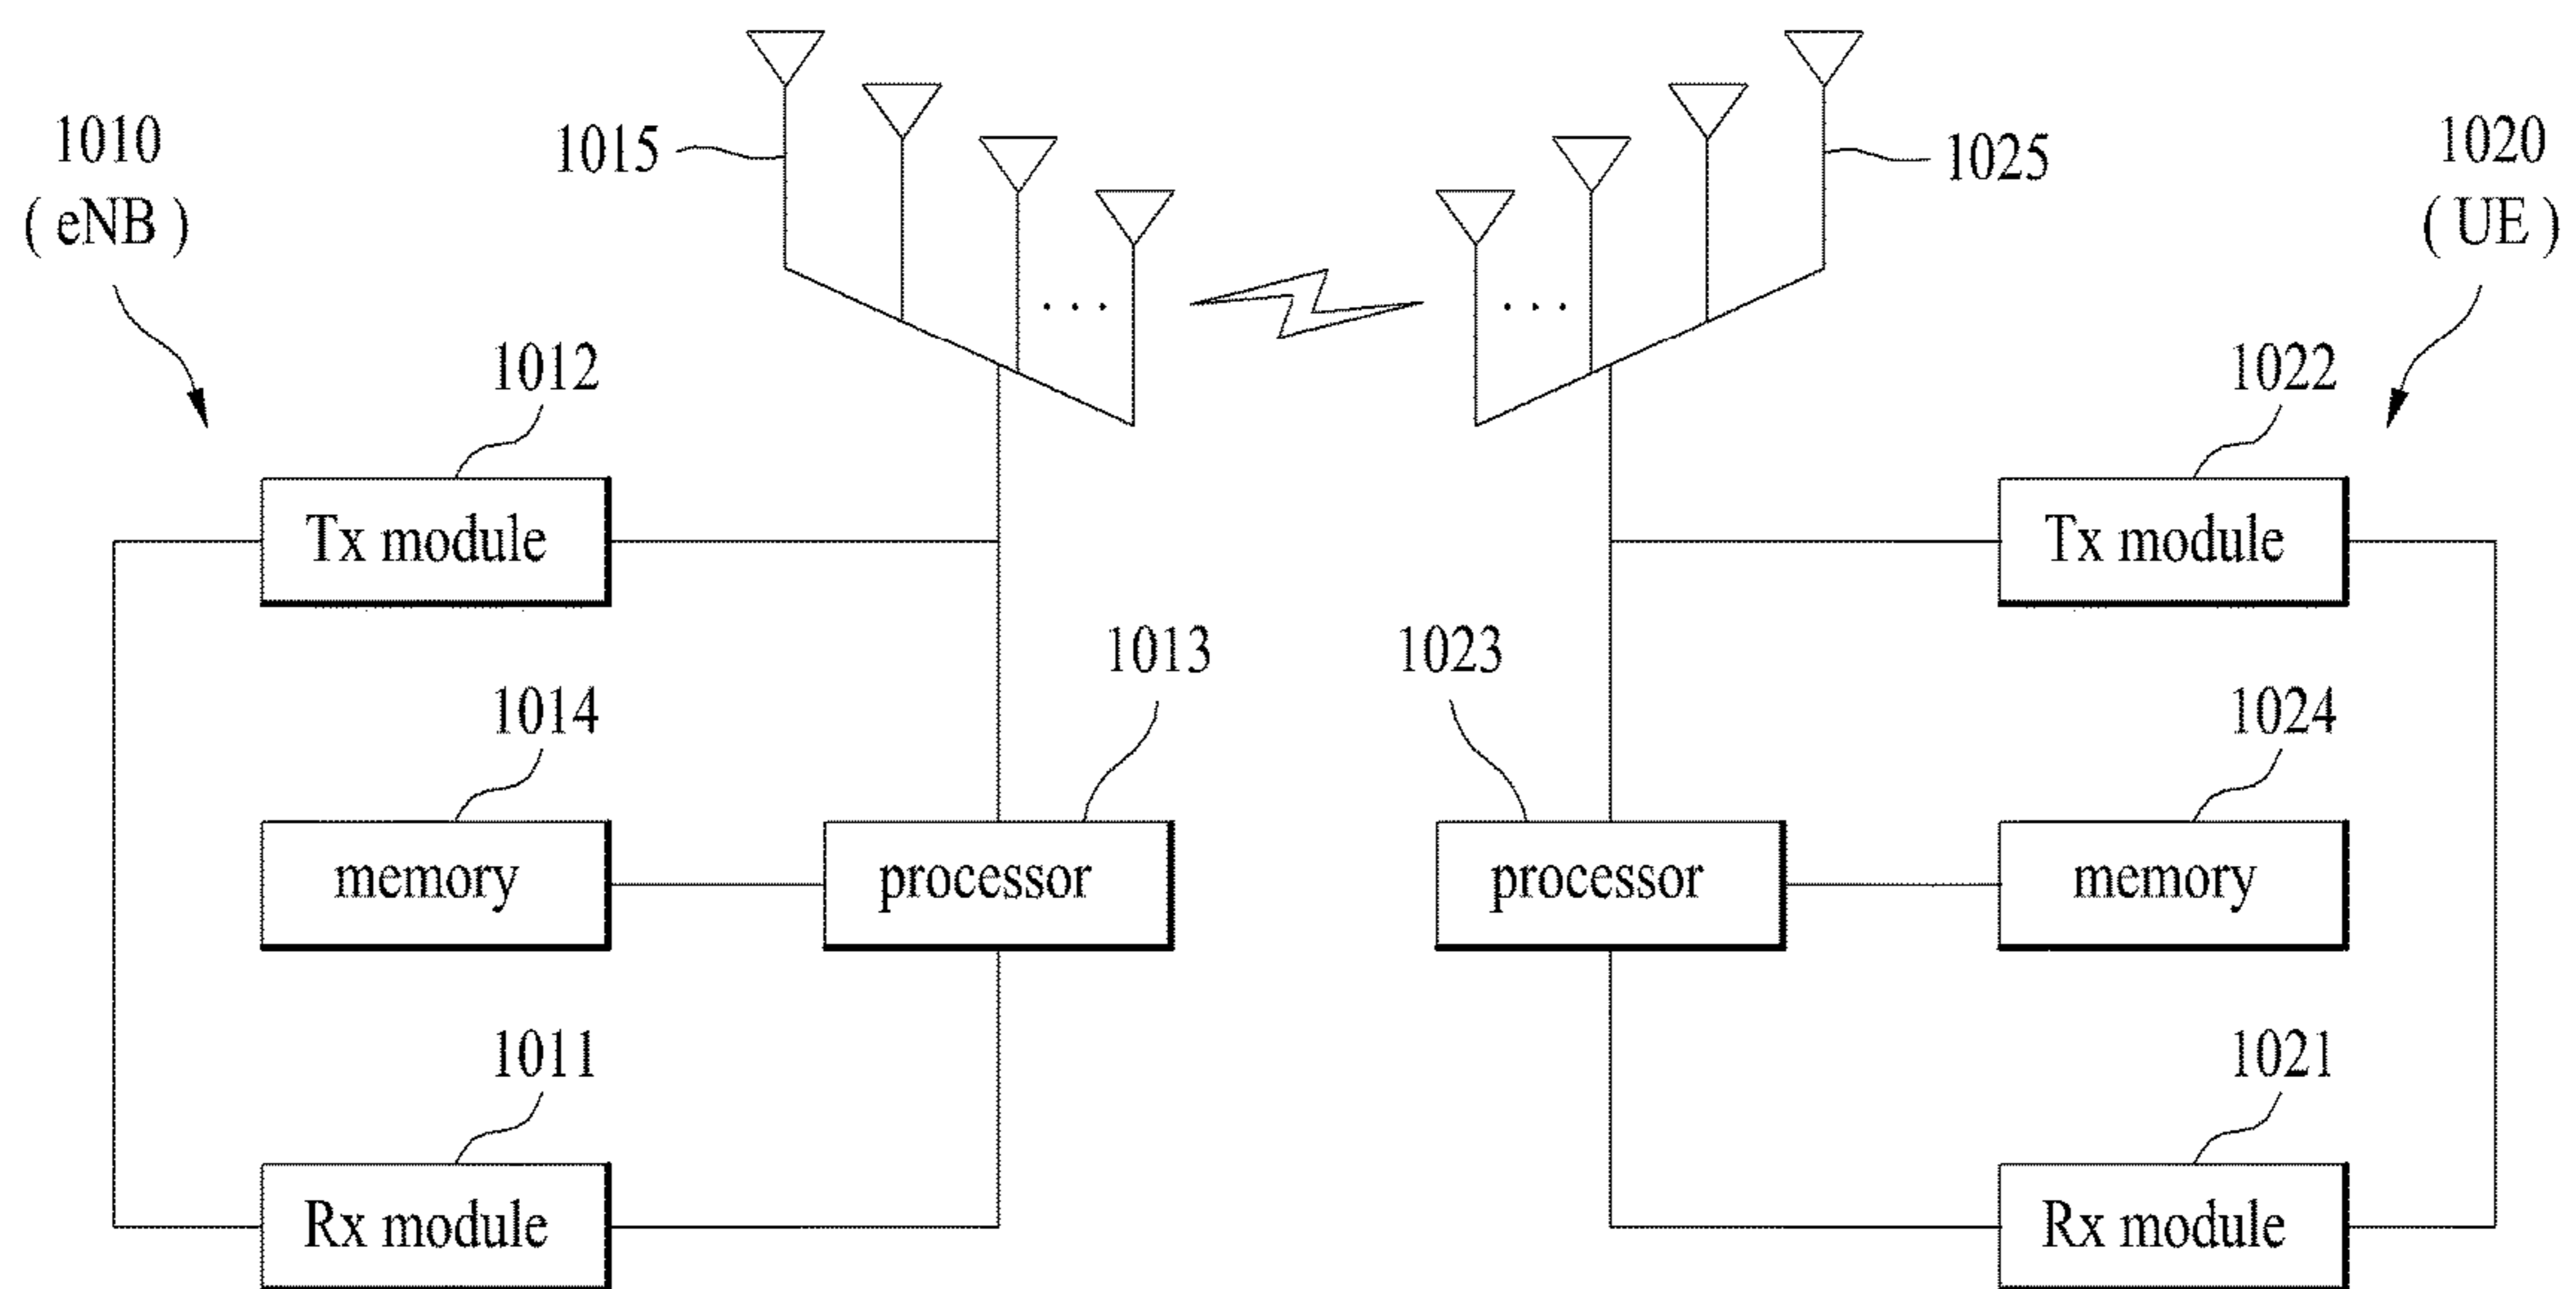 1010
( eNB )
1015
1025
1020
( UE )
1012
1022
Tx module
Tx module
1013
1023
1014
1024
memory
processor
processor
memory
1011
1021
Rx module
Rx module